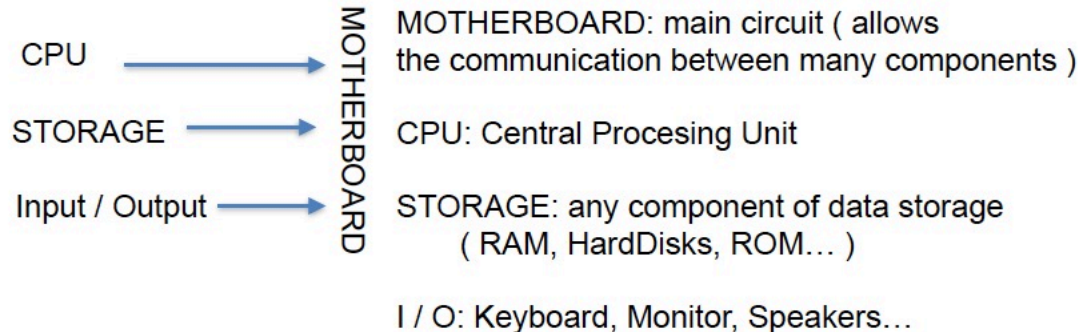 CPU
STORAGE
Input / Output
MOTHERBOARD
MOTHERBOARD: main circuit ( allows
the communication between many components )
CPU: Central Procesing Unit
STORAGE: any component of data storage
( RAM, HardDisks, ROM... )
I / O: Keyboard, Monitor, Speakers...